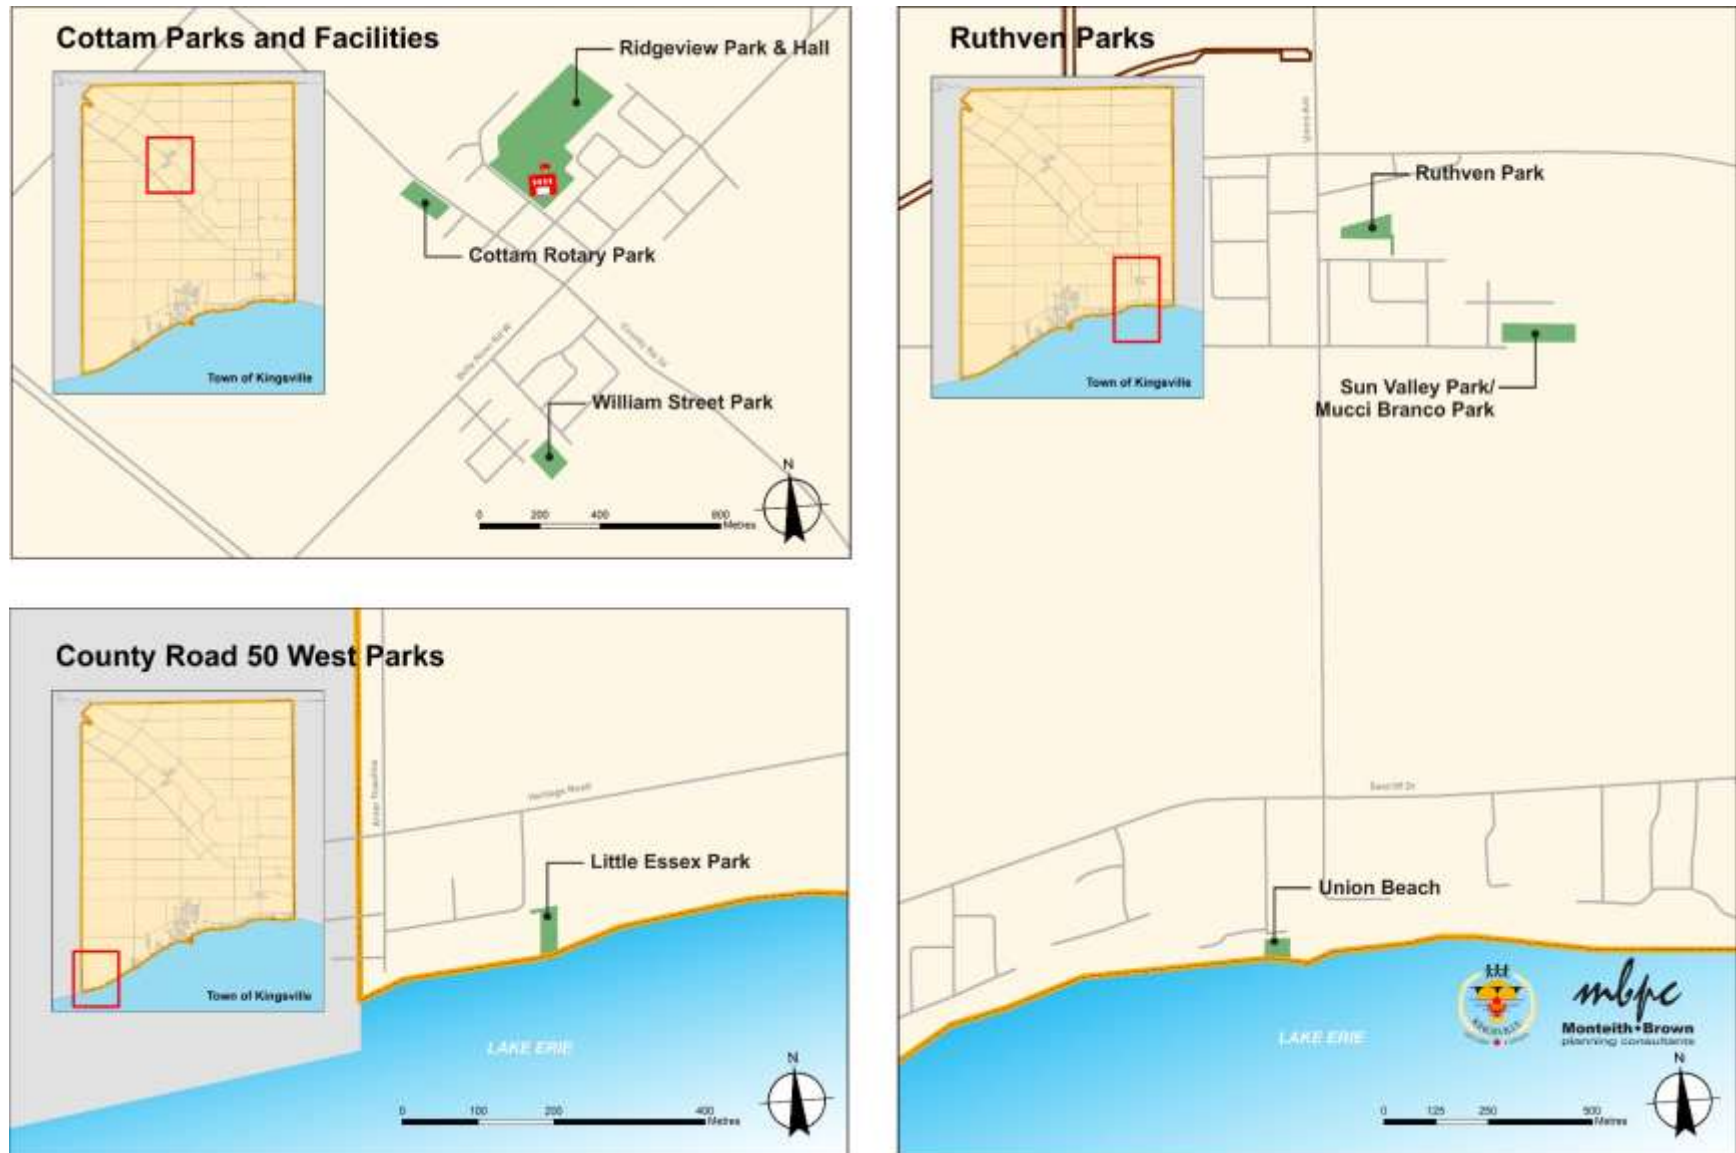 Cottam Parks and Facilities
Ridgeview Park & Hall
Cottam Rotary Park
William Street Park
Town of Kingsville
N
0 200 400 800
Metres
County Road 50 West Parks
Heritage Road
Little Essex Park
Town of Kingsville
LAKE ERIE
N
0 100 200 400
Metres
Ruthven Parks
Ruthven Park
Sun Valley Park/
Mucci Branco Park
Town of Kingsville
Union Beach
LAKE ERIE
mbpc
Monteith+Brown
planning consultants
N
0 125 250 500
Metres